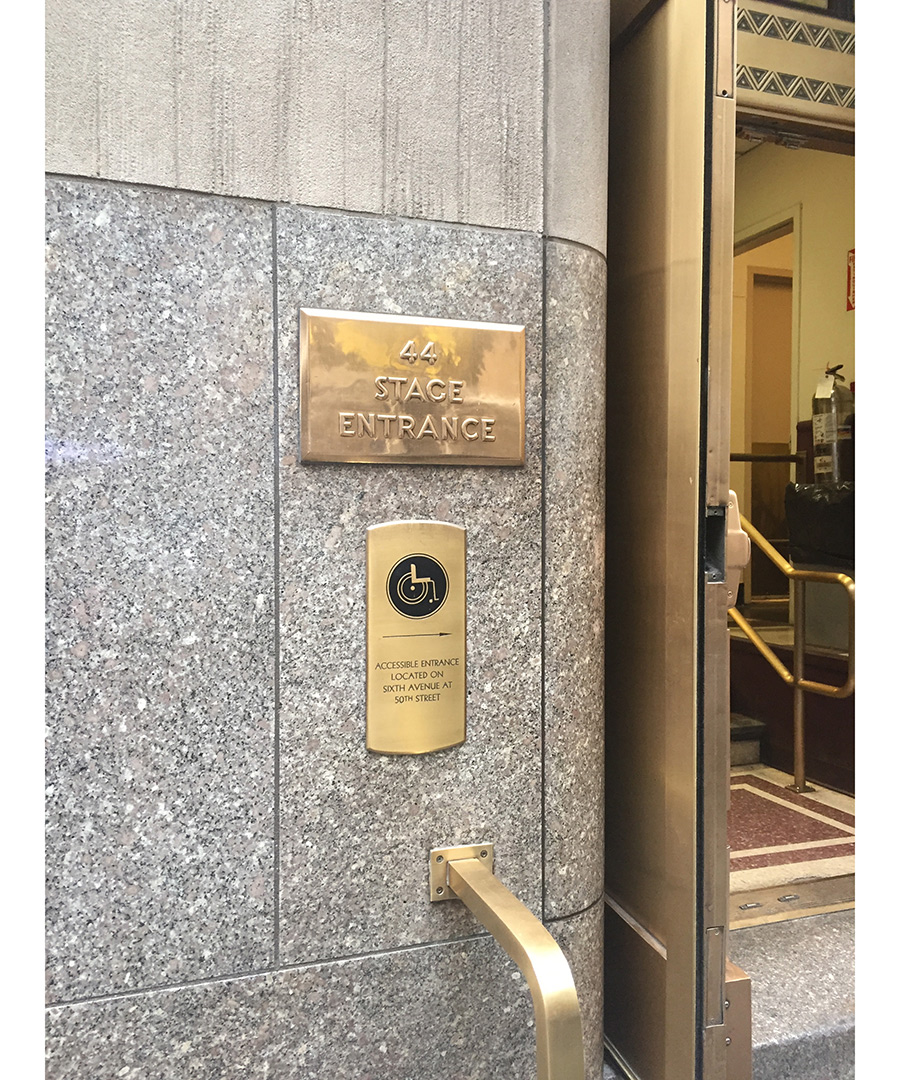 44
STAGE
ENTRANCE
ACCESSIBLE ENTRANCE
LOCATED ON
SIXTH AVENUE AT
50TH STREET